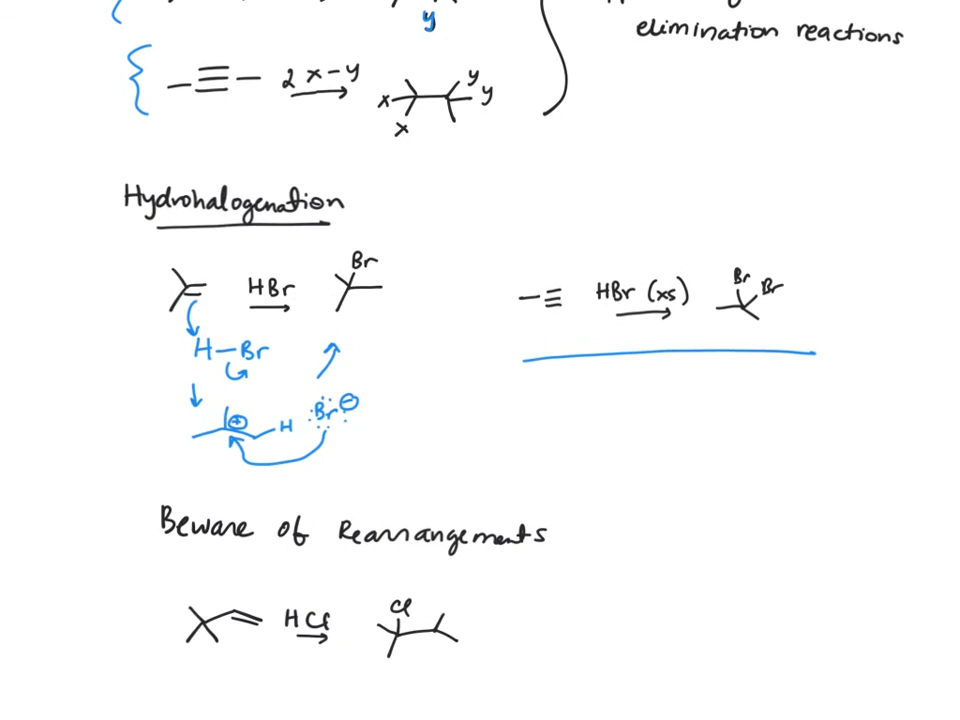 y
elimination reactions
2 x-y
y
y
x
x
Hydrohalogenation
Br
HBr
HBr (xs)
Br
Br
H-Br
⊕
H
Br ⊖
Beware of Rearrangements
HCl
Cl